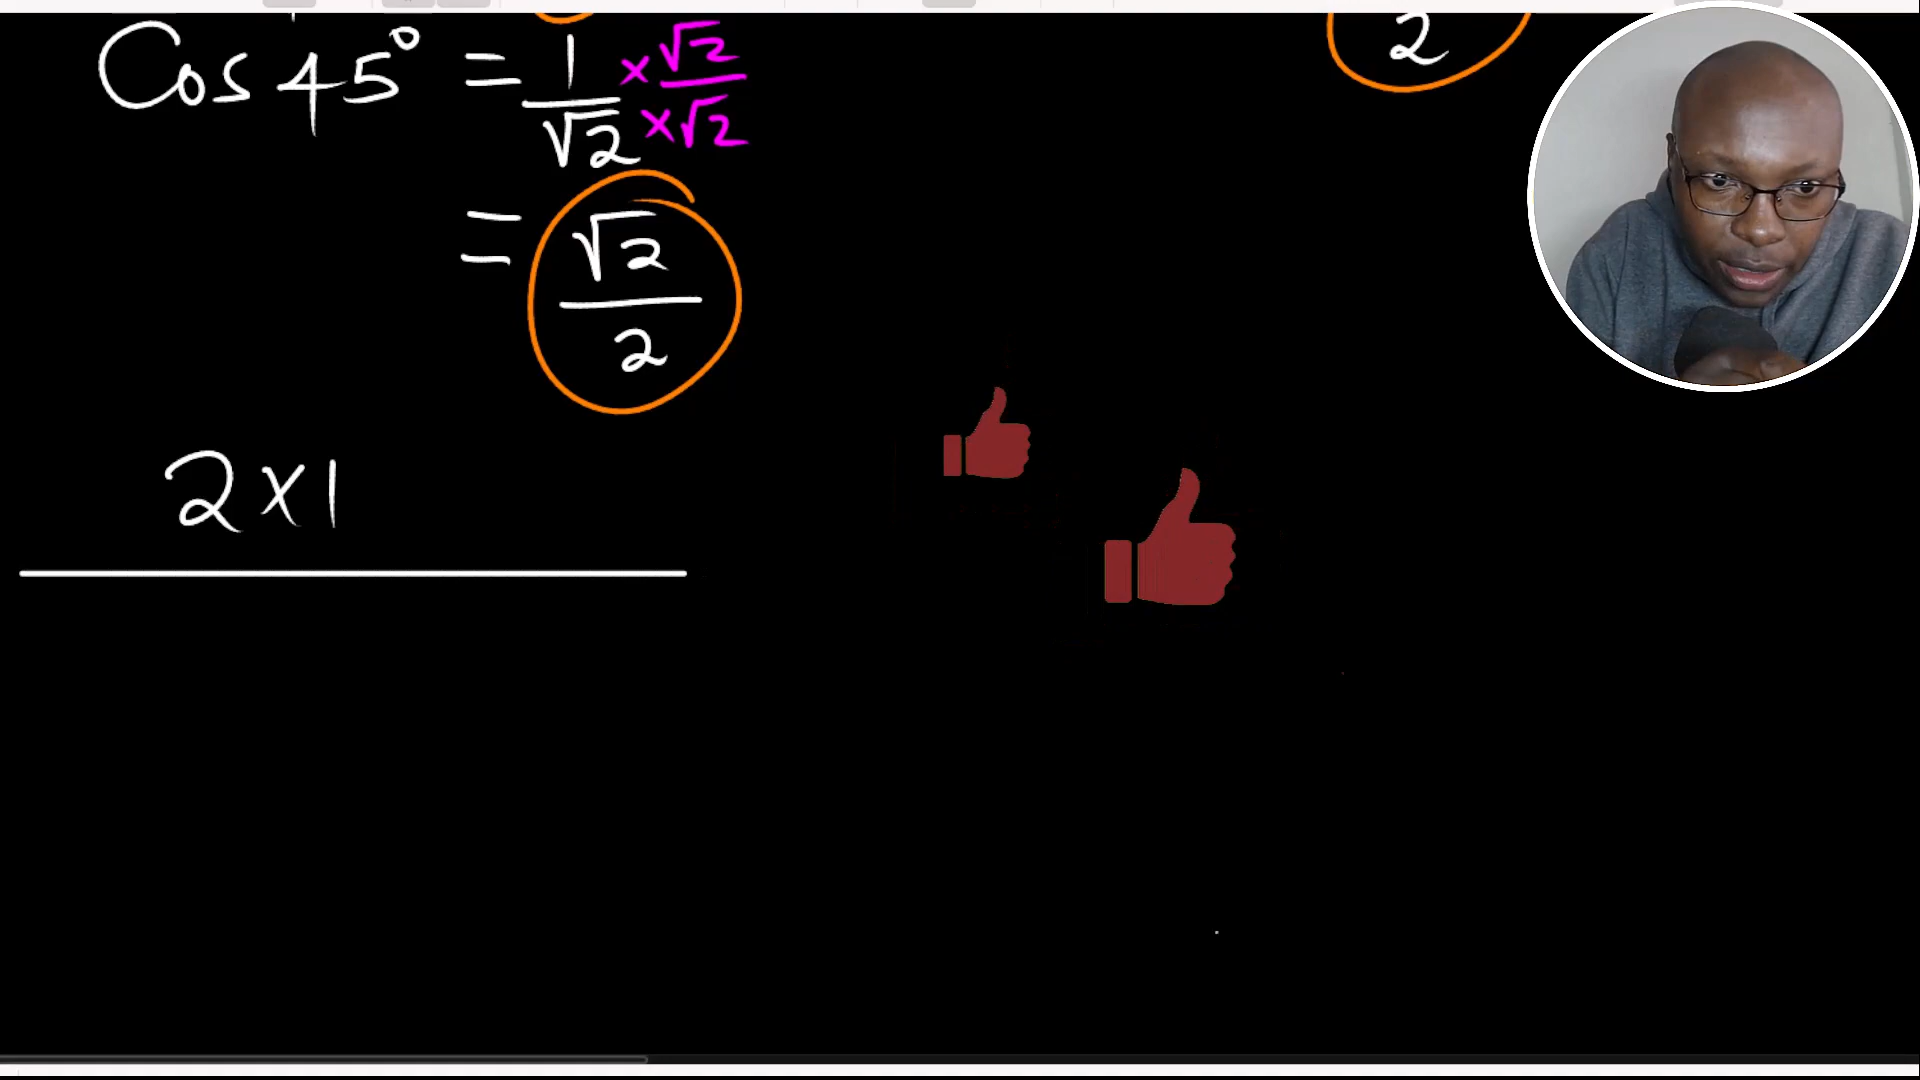 Cos 45° = 1/√2 ×√2/×√2
= √2/2
2
2×1